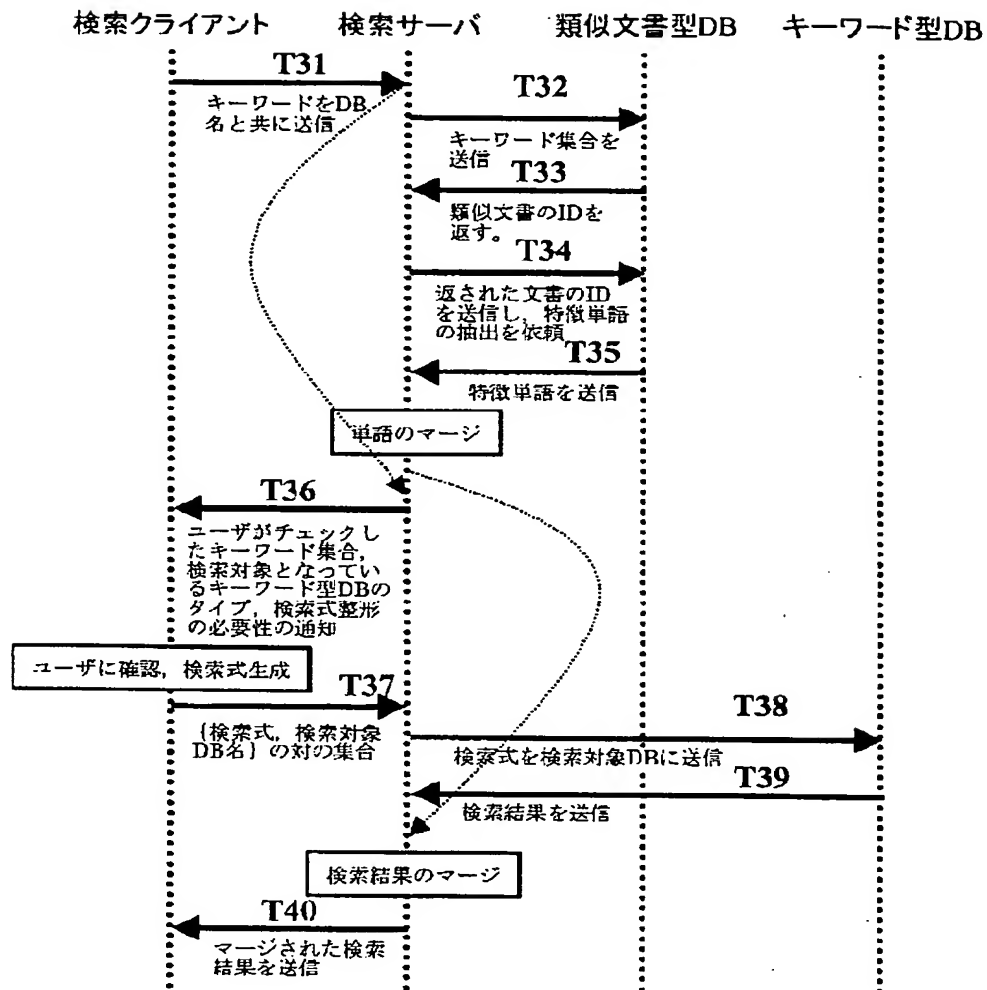 検索クライアント
検索サーバ
類似文書型DB
キーワード型DB
T31
キーワードをDB
名と共に送信
T32
キーワード集合を
送信
T33
類似文書のIDを
返す。
T34
返された文書のID
を送信し，特徴単語
の抽出を依頼
T35
特徴単語を送信
単語のマージ
T36
ユーザがチェックし
たキーワード集合，
検索対象となってい
るキーワード型DBの
タイプ，検索式整形
の必要性の通知
ユーザに確認，検索式生成
T37
{検索式，検索対象
DB名}の対の集合
T38
検索式を検索対象DBに送信
T39
検索結果を送信
検索結果のマージ
T40
マージされた検索
結果を送信